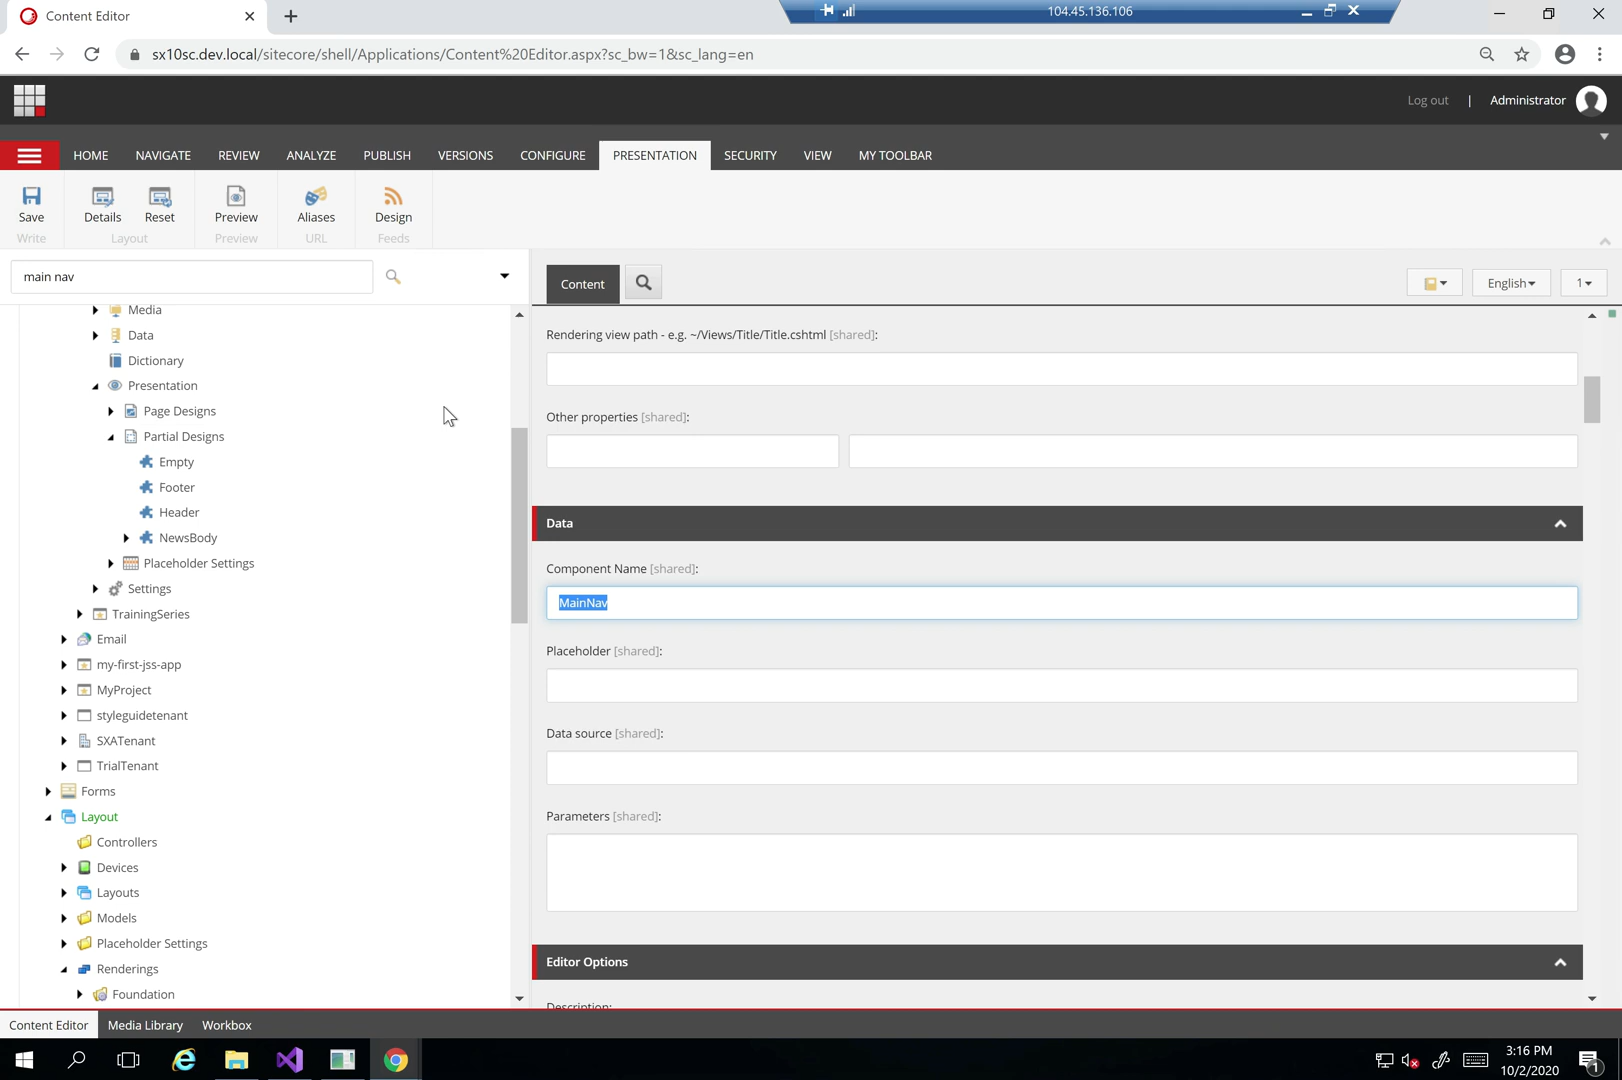 Content Editor
104.45.136.106
sx10sc.dev.local/sitecore/shell/Applications/Content%20Editor.aspx?sc_bw=1&sc_lang=en
Log out | Administrator
HOME NAVIGATE REVIEW ANALYZE PUBLISH VERSIONS CONFIGURE PRESENTATION SECURITY VIEW MY TOOLBAR
Save Details Reset Preview Aliases Design
Write Layout Preview URL Feeds
main nav
Content
English
1
Media
Data
Dictionary
Presentation
Page Designs
Partial Designs
Empty
Footer
Header
NewsBody
Placeholder Settings
Settings
TrainingSeries
Email
my-first-jss-app
MyProject
styleguidetenant
SXATenant
TrialTenant
Forms
Layout
Controllers
Devices
Layouts
Models
Placeholder Settings
Renderings
Foundation
Rendering view path - e.g. ~/Views/Title/Title.cshtml [shared]:
Other properties [shared]:
Data
Component Name [shared]:
MainNav
Placeholder [shared]:
Data source [shared]:
Parameters [shared]:
Editor Options
Description:
Content Editor Media Library Workbox
3:16 PM
10/2/2020
1